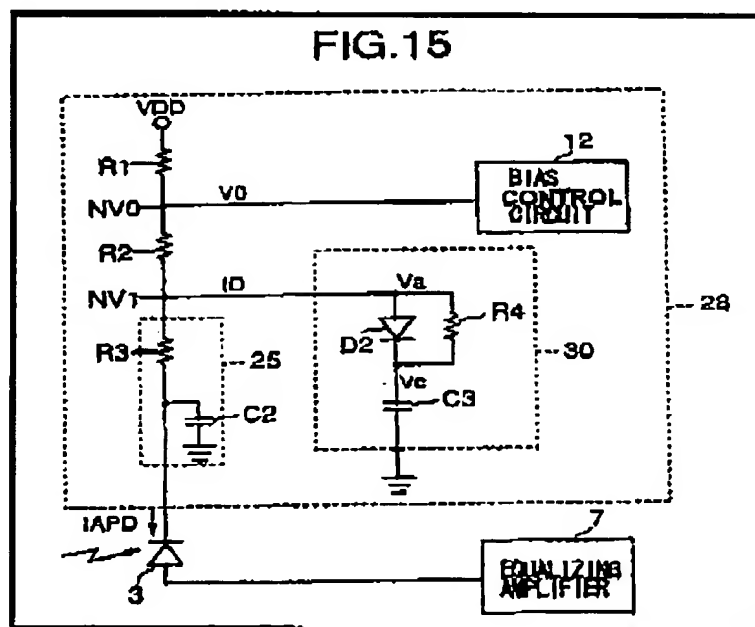 FIG.15
VDD
R1
12
BIAS
CONTROL
CIRCUIT
NV0
V0
R2
NV1
ID
Va
R4
28
D2
R3
25
30
Vc
C3
C2
IAPD
3
7
EQUALIZING
AMPLIFIER